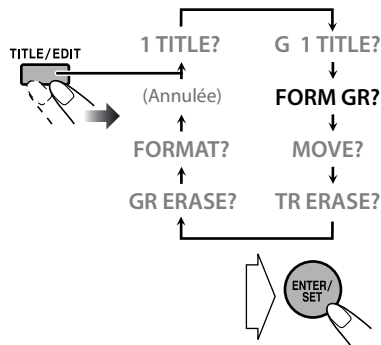 TITLE/EDIT
1 TITLE?
G 1 TITLE?
(Annulée)
FORM GR?
FORMAT?
MOVE?
GR ERASE?
TR ERASE?
ENTER/
SET